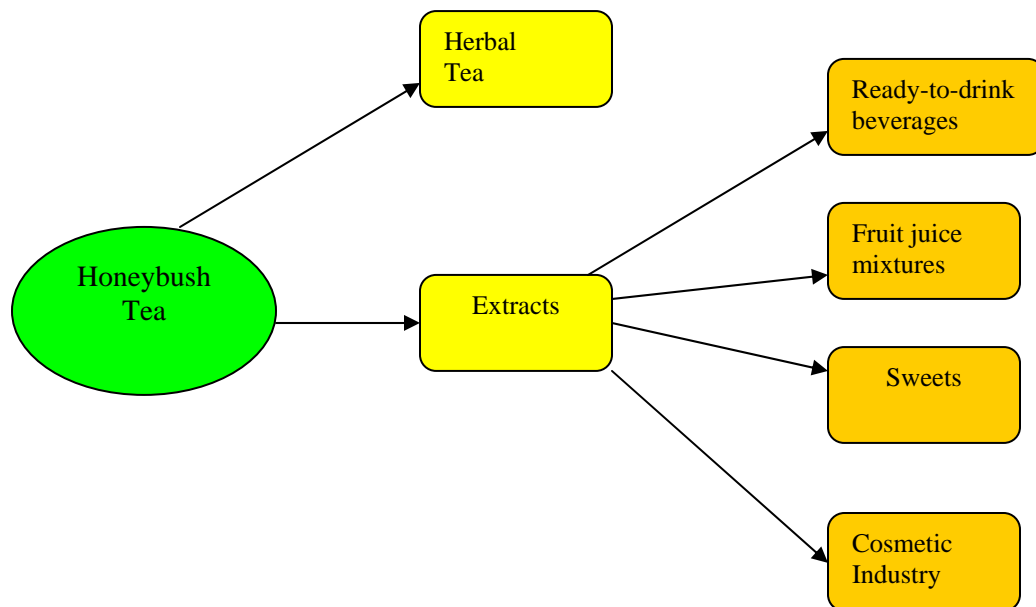 Herbal
Tea
Ready-to-drink
beverages
Honeybush
Tea
Extracts
Fruit juice
mixtures
Sweets
Cosmetic
Industry